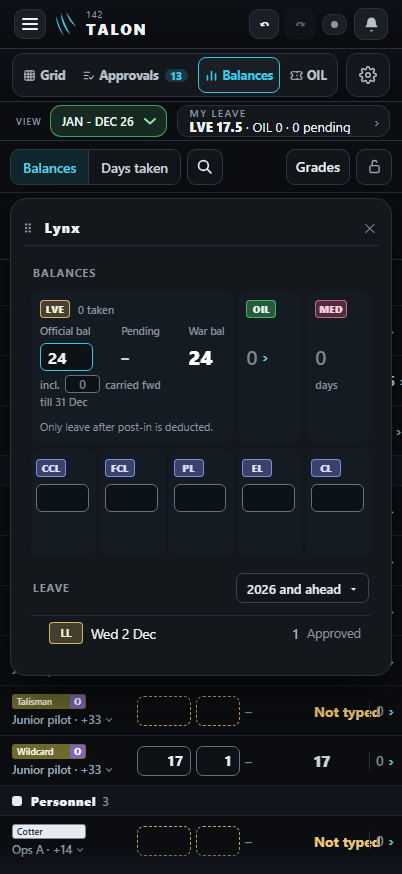 142
TALON
Grid
Approvals 13
Balances
OIL
VIEW
JAN - DEC 26
MY LEAVE
LVE 17.5 · OIL 0 · 0 pending
Balances
Days taken
Grades
Lynx
BALANCES
LVE 0 taken
Official bal
Pending
War bal
24
–
24
incl. 0 carried fwd
till 31 Dec
Only leave after post-in is deducted.
OIL
0
MED
0
days
CCL
FCL
PL
EL
CL
LEAVE
2026 and ahead
LL Wed 2 Dec
1 Approved
Talisman O
Junior pilot · +33
–
Not typed
0
Wildcard O
Junior pilot · +33
17
1
–
17
0
Personnel 3
Cotter
Ops A · +14
–
Not typed
0